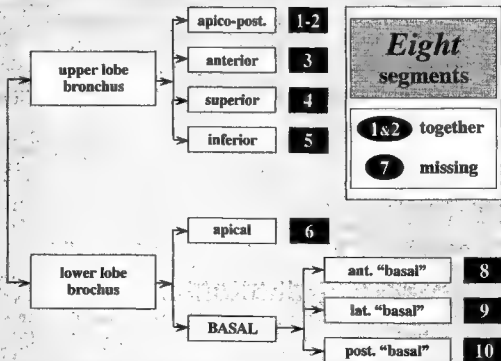 apico-post. 1-2
anterior 3
superior 4
inferior 5
upper lobe
bronchus
Eight
segments
1&2 together
7 missing
apical 6
lower lobe
brochus
BASAL
ant. “basal” 8
lat. “basal” 9
post. “basal” 10